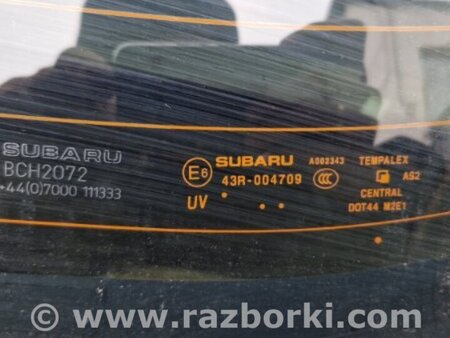 SUBARU
BCH2072
+44(0)7000 111333
E6
SUBARU
43R-004709
UV
A002343
CCC
TEMPALEX
AS2
CENTRAL
DOT44 M2E1
© www.razborki.com